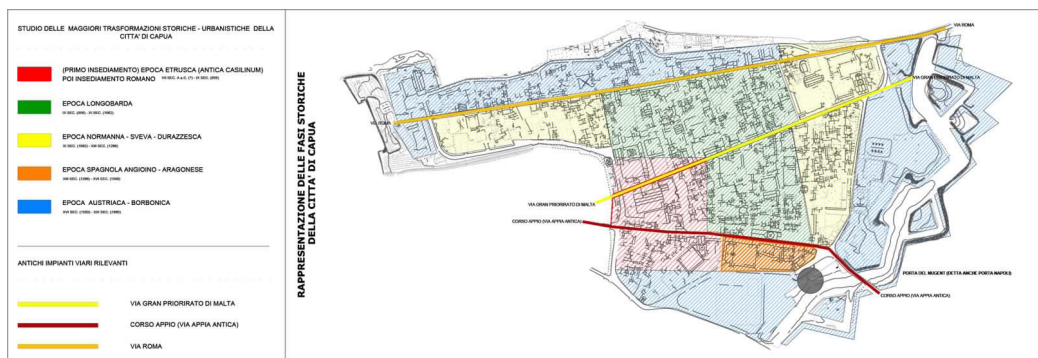 STUDIO DELLE MAGGIORI TRASFORMAZIONI STORICHE - URBANISTICHE DELLA
CITTA' DI CAPUA
(PRIMO INSEDIAMENTO) EPOCA ETRUSCA (ANTICA CASILINUM)
POI INSEDIAMENTO ROMANO
EPOCA LONGOBARDA
EPOCA NORMANNA - SVEVA - DURAZZESCA
EPOCA SPAGNOLA ANGIOINO - ARAGONESE
EPOCA AUSTRIACA - BORBONICA
ANTICHI IMPIANTI VIARI RILEVANTI
VIA GRAN PRIORIRATO DI MALTA
CORSO APPIO (VIA APPIA ANTICA)
VIA ROMA
RAPPRESENTAZIONE DELLE FASI STORICHE
DELLA CITTA' DI CAPUA
VIA ROMA
VIA GRAN PRIORIRATO DI MALTA
VIA ROMA
VIA GRAN PRIORIRATO DI MALTA
CORSO APPIO (VIA APPIA ANTICA)
PORTA DEL NUGENT (DETTA ANCHE PORTA NAPOLI)
CORSO APPIO (VIA APPIA ANTICA)